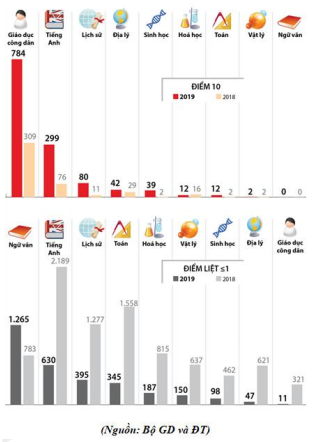 Giáo dục công dân
Tiếng Anh
Lịch sử
Địa lý
Sinh học
Hoá học
Toán
Vật lý
Ngữ văn
784
309
299
76
80
11
42
29
39
2
12
16
12
2
2
2
0
0
ĐIỂM 10
2019
2018
Ngữ văn
Tiếng Anh
Lịch sử
Toán
Hoá học
Vật lý
Sinh học
Địa lý
Giáo dục công dân
1.265
783
630
2.189
395
1.277
345
1.558
187
815
150
637
98
462
47
621
11
321
ĐIỂM LIỆT ≤1
2019
2018
(Nguồn: Bộ GD và ĐT)